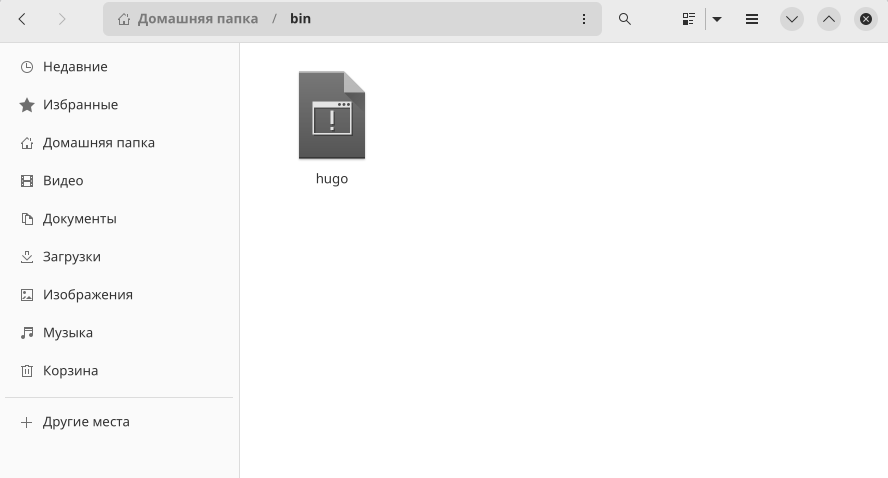 Домашняя папка / bin
Недавние
Избранные
Домашняя папка
Видео
Документы
Загрузки
Изображения
Музыка
Корзина
Другие места
hugo